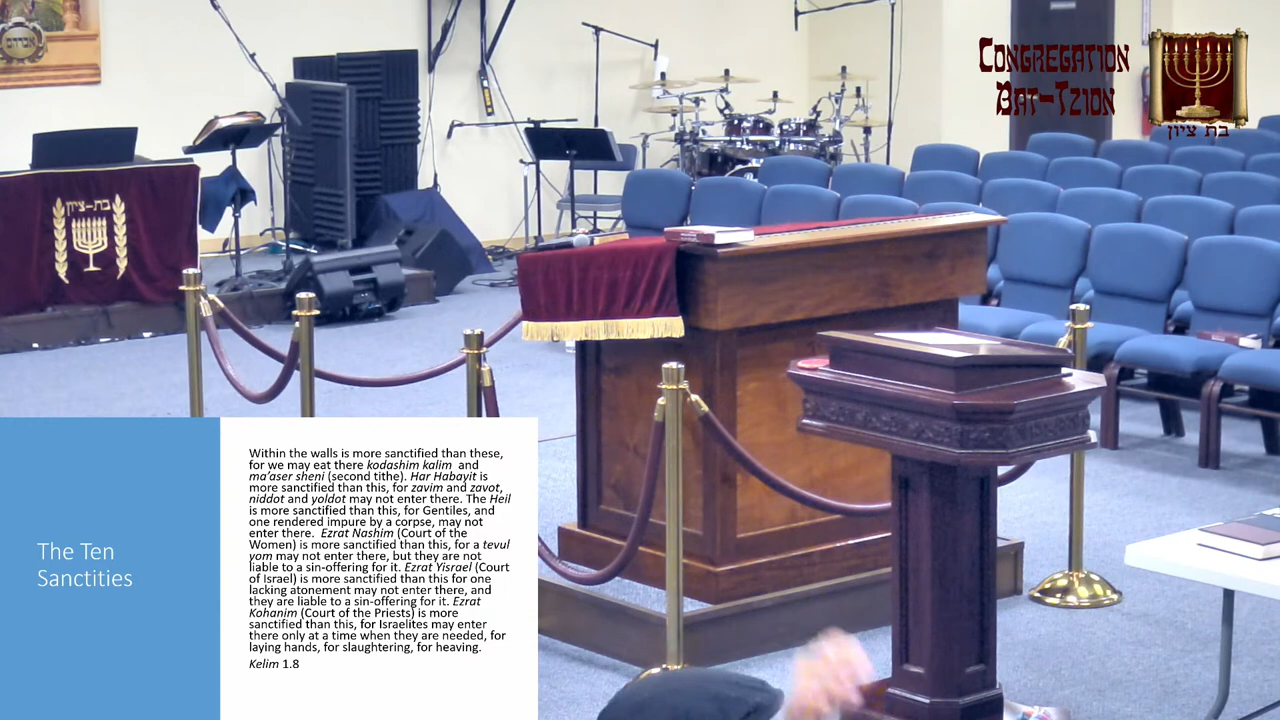 אברהם
CONGREGATION
BAT-TZION
בת ציון
בת-ציון
The Ten
Sanctities
Within the walls is more sanctified than these,
for we may eat there kodashim kalim and
ma'aser sheni (second tithe). Har Habayit is
more sanctified than this, for zavim and zavot,
niddot and yoldot may not enter there. The Heil
is more sanctified than this, for Gentiles, and
one rendered impure by a corpse, may not
enter there. Ezrat Nashim (Court of the
Women) is more sanctified than this, for a tevul
yom may not enter there, but they are not
liable to a sin-offering for it. Ezrat Yisrael (Court
of Israel) is more sanctified than this for one
lacking atonement may not enter there, and
they are liable to a sin-offering for it. Ezrat
Kohanim (Court of the Priests) is more
sanctified than this, for Israelites may enter
there only at a time when they are needed, for
laying hands, for slaughtering, for heaving.
Kelim 1.8